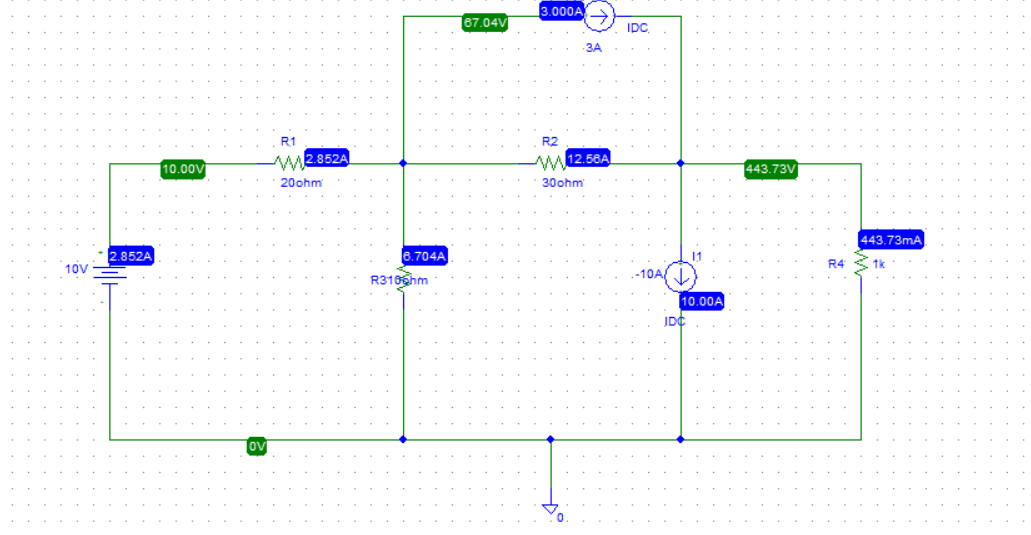 3.000A
67.04V
IDC
3A
R1
R2
2.852A
12.56A
10.00V
443.73V
20ohm
30ohm
443.73mA
+
2.852A
6.704A
I1
10V
R4
1k
-10A
R310ohm
-
10.00A
IDC
0V
0